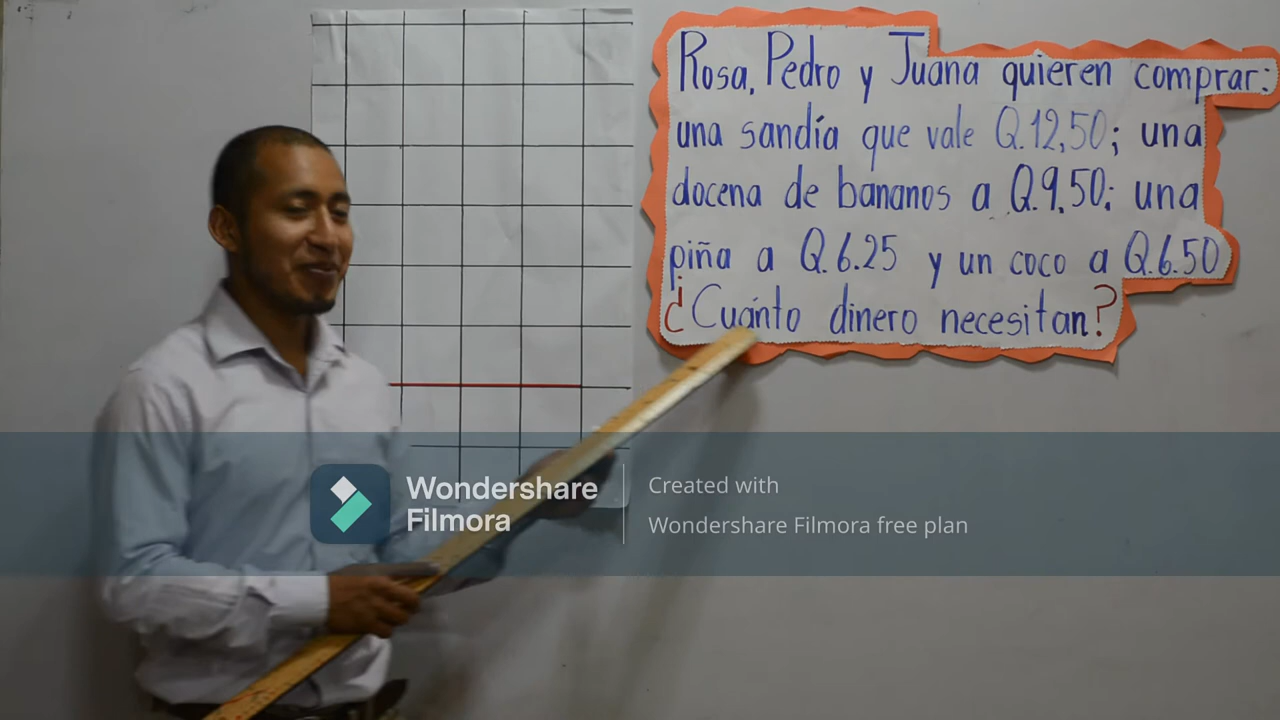 Rosa, Pedro y Juana quieren comprar:
una sandía que vale Q.12,50; una
docena de bananos a Q.9,50; una
piña a Q.6.25 y un coco a Q.6.50
¿Cuánto dinero necesitan?
Wondershare
Filmora
Created with
Wondershare Filmora free plan